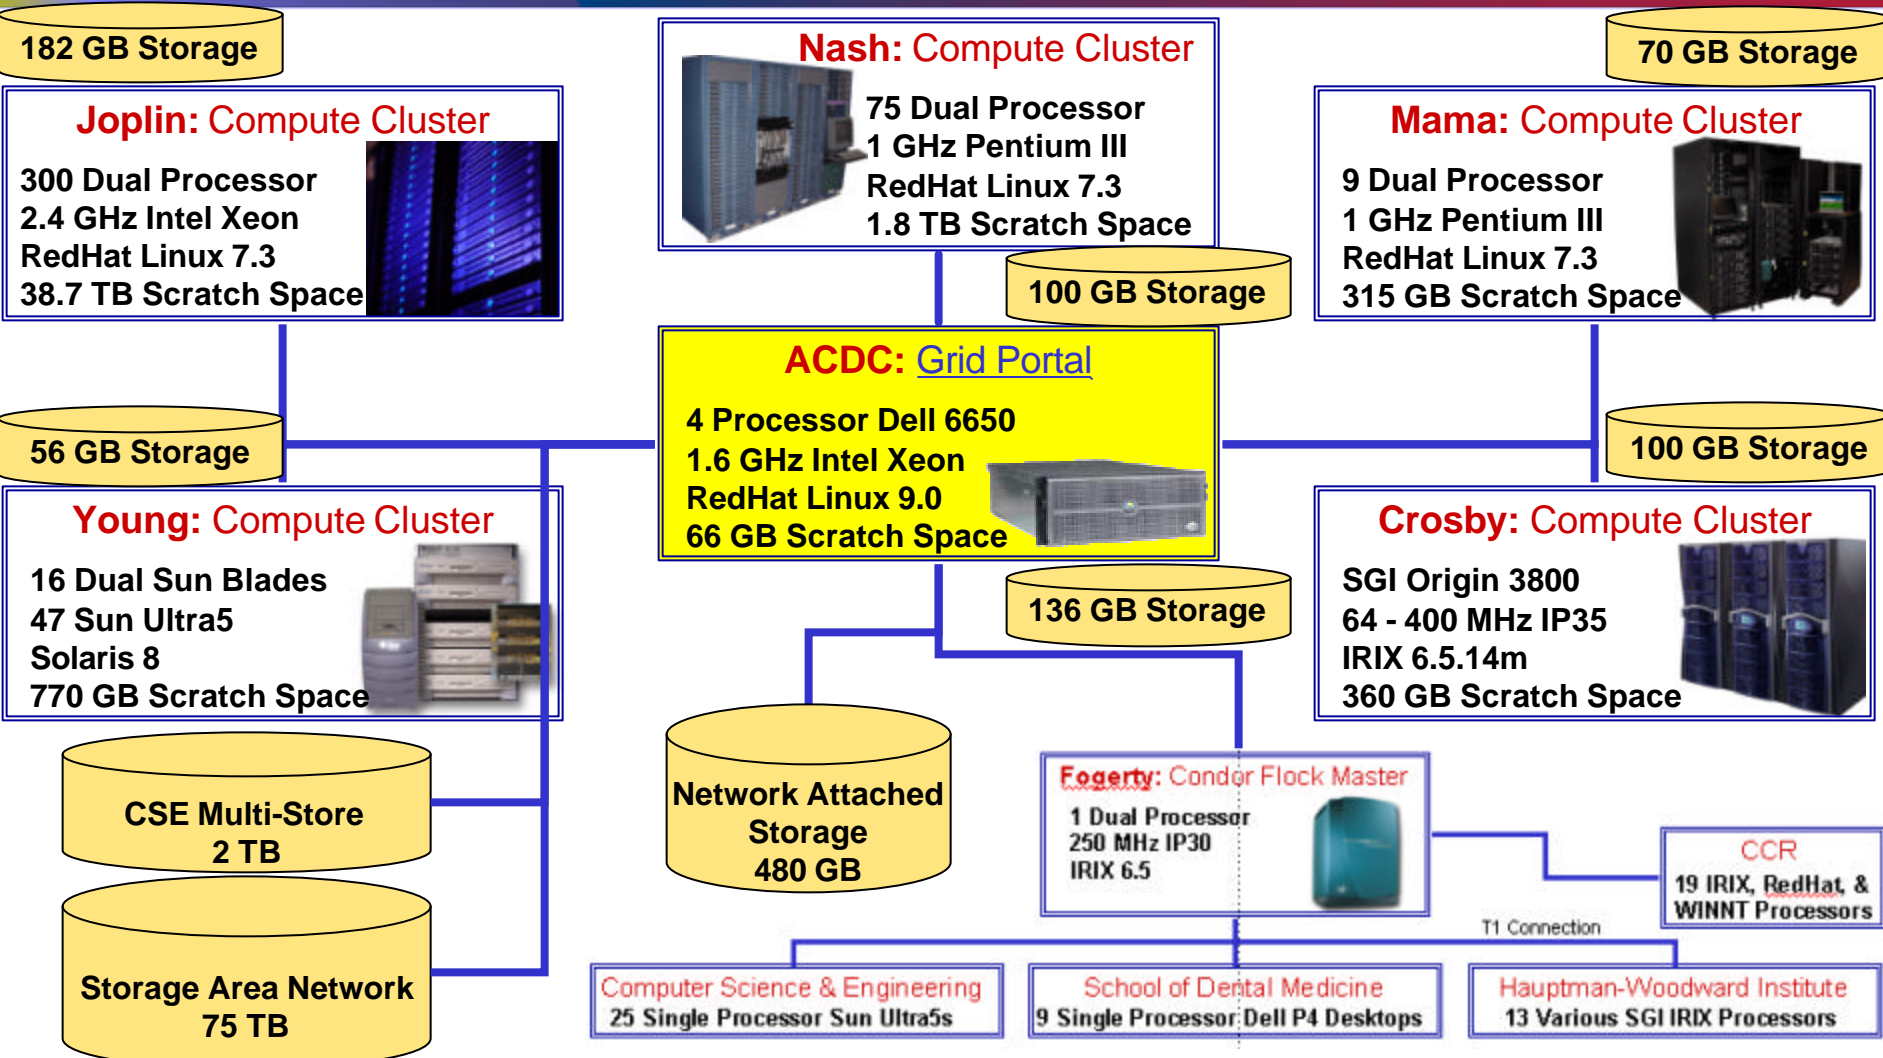 182 GB Storage
Joplin: Compute Cluster
300 Dual Processor
2.4 GHz Intel Xeon
RedHat Linux 7.3
38.7 TB Scratch Space
Nash: Compute Cluster
75 Dual Processor
1 GHz Pentium III
RedHat Linux 7.3
1.8 TB Scratch Space
70 GB Storage
Mama: Compute Cluster
9 Dual Processor
1 GHz Pentium III
RedHat Linux 7.3
315 GB Scratch Space
100 GB Storage
ACDC: Grid Portal
4 Processor Dell 6650
1.6 GHz Intel Xeon
RedHat Linux 9.0
66 GB Scratch Space
56 GB Storage
Young: Compute Cluster
16 Dual Sun Blades
47 Sun Ultra5
Solaris 8
770 GB Scratch Space
100 GB Storage
Crosby: Compute Cluster
SGI Origin 3800
64 - 400 MHz IP35
IRIX 6.5.14m
360 GB Scratch Space
136 GB Storage
CSE Multi-Store
2 TB
Storage Area Network
75 TB
Network Attached
Storage
480 GB
Fogerty: Condor Flock Master
1 Dual Processor
250 MHz IP30
IRIX 6.5
CCR
19 IRIX, RedHat, &
WINNT Processors
T1 Connection
Computer Science & Engineering
25 Single Processor Sun Ultra5s
School of Dental Medicine
9 Single Processor Dell P4 Desktops
Hauptman-Woodward Institute
13 Various SGI IRIX Processors